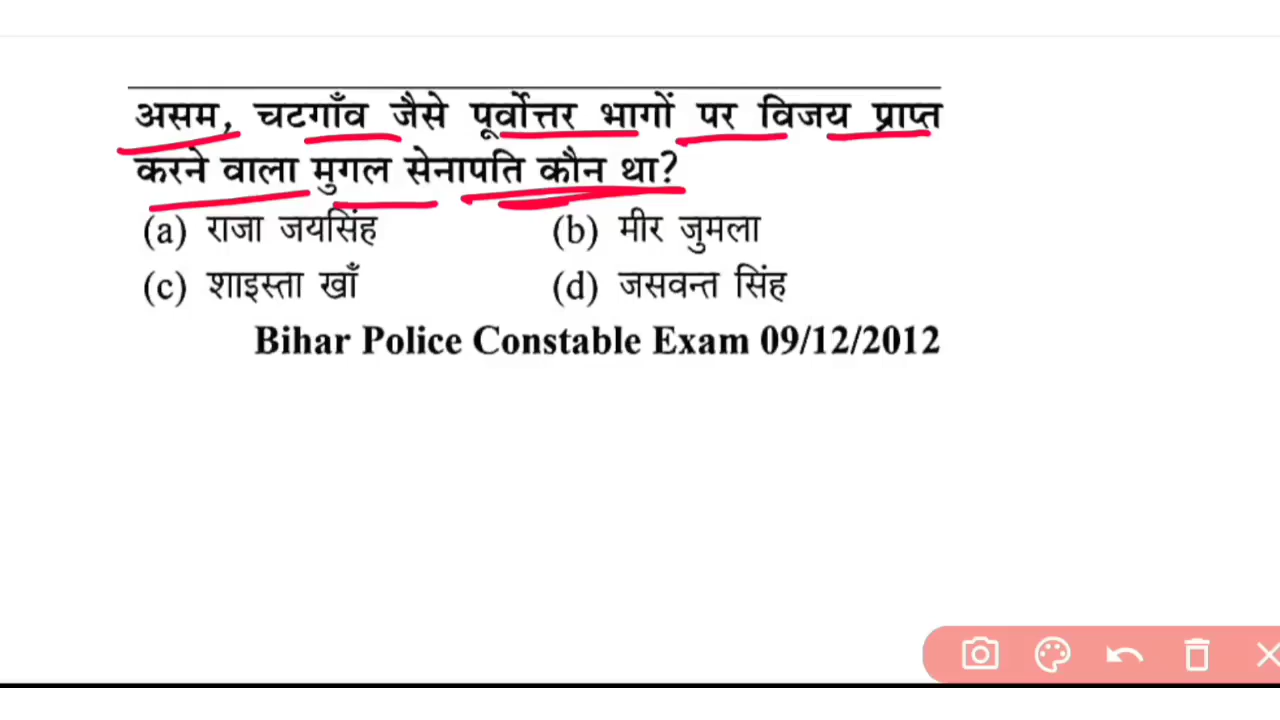 असम, चटगाँव जैसे पूर्वोत्तर भागों पर विजय प्राप्त
करने वाला मुगल सेनापति कौन था?
(a) राजा जयसिंह (b) मीर जुमला
(c) शाइस्ता खाँ (d) जसवन्त सिंह
Bihar Police Constable Exam 09/12/2012